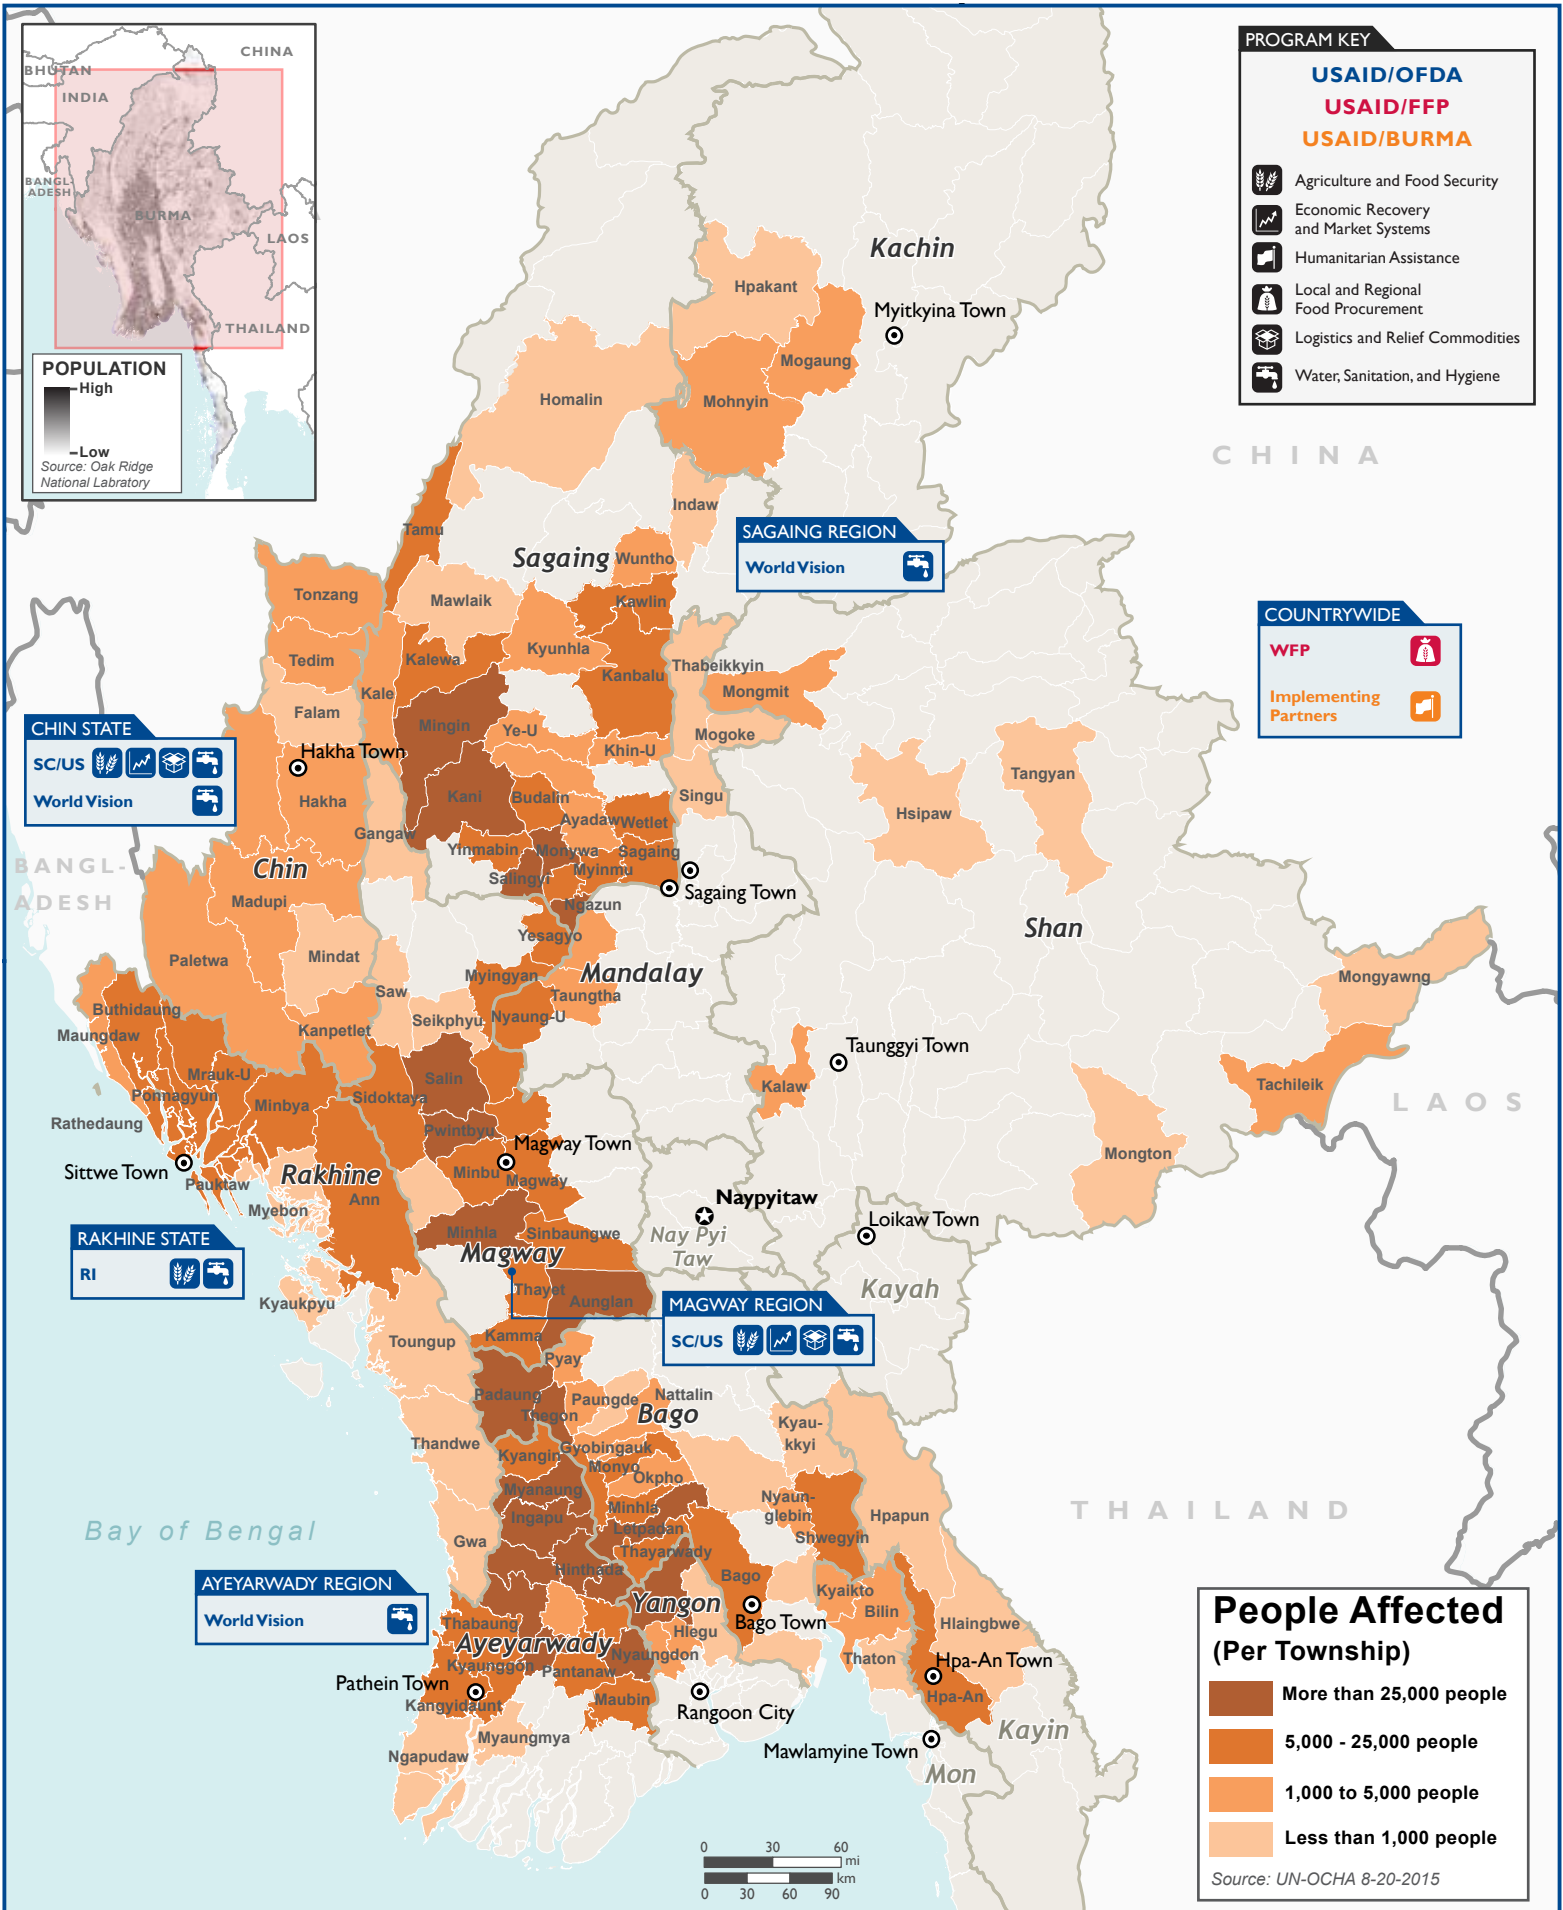 CHINA
BHUTAN
INDIA
BANGL-
ADESH
BURMA
LAOS
THAILAND
POPULATION
High
Low
Source: Oak Ridge
National Labratory
PROGRAM KEY
USAID/OFDA
USAID/FFP
USAID/BURMA
Agriculture and Food Security
Economic Recovery
and Market Systems
Humanitarian Assistance
Local and Regional
Food Procurement
Logistics and Relief Commodities
Water, Sanitation, and Hygiene
Kachin
Hpakant
Myitkyina Town
Mogaung
Mohnyin
Homalin
CHINA
Indaw
Tamu
SAGAING REGION
World Vision
Sagaing
Wuntho
Tonzang
Mawlaik
Kawlin
COUNTRYWIDE
WFP
Implementing
Partners
Kyunhla
Tedim
Kalewa
Thabeikkyin
Kanbalu
Kale
Mongmit
Falam
CHIN STATE
SC/US
World Vision
Mingin
Ye-U
Mogoke
Hakha Town
Khin-U
Tangyan
Hakha
Kani
Budalin
Singu
Hsipaw
Gangaw
Ayadaw
Wetlet
Yinmabin
Monywa
Sagaing
BANGL-
ADESH
Chin
Salingyi
Myinmu
Sagaing Town
Madupi
Ngazun
Shan
Yesagyo
Mindat
Paletwa
Myingyan
Mandalay
Mongyawng
Saw
Taungtha
Buthidaung
Seikphyu
Nyaung-U
Kanpetlet
Maungdaw
Taunggyi Town
Mrauk-U
Salin
Kalaw
Tachileik
Ponnagyun
Minbya
Sidoktaya
LAOS
Rathedaung
Pwintbyu
Magway Town
Mongton
Sittwe Town
Rakhine
Minbu
Magway
Pauktaw
Ann
Naypyitaw
Myebon
Loikaw Town
RAKHINE STATE
RI
Minhla
Sinbaungwe
Nay Pyi
Taw
Magway
Kayah
Thayet
Aunglan
Kyaukpyu
MAGWAY REGION
SC/US
Toungup
Kamma
Pyay
Padaung
Paungde
Nattalin
Thegon
Bago
Kyau-
kkyi
Thandwe
Kyangin
Gyobingauk
Monyo
Okpho
Myanaung
Minhla
Nyaun-
glebin
Hpapun
THAILAND
Ingapu
Letpadan
Shwegyin
Bay of Bengal
Gwa
Thayarwady
Hinthada
Bago
AYEYARWADY REGION
World Vision
Kyaikto
Yangon
Bilin
Bago Town
Thabaung
Hlegu
Hlaingbwe
Ayeyarwady
Nyaungdon
Thaton
Hpa-An Town
Kyaunggon
Pantanaw
Pathein Town
Kangyidaunt
Maubin
Rangoon City
Hpa-An
Kayin
Myaungmya
Mawlamyine Town
Ngapudaw
Mon
People Affected
(Per Township)
More than 25,000 people
5,000 - 25,000 people
1,000 to 5,000 people
Less than 1,000 people
Source: UN-OCHA 8-20-2015
0 30 60
mi
km
0 30 60 90